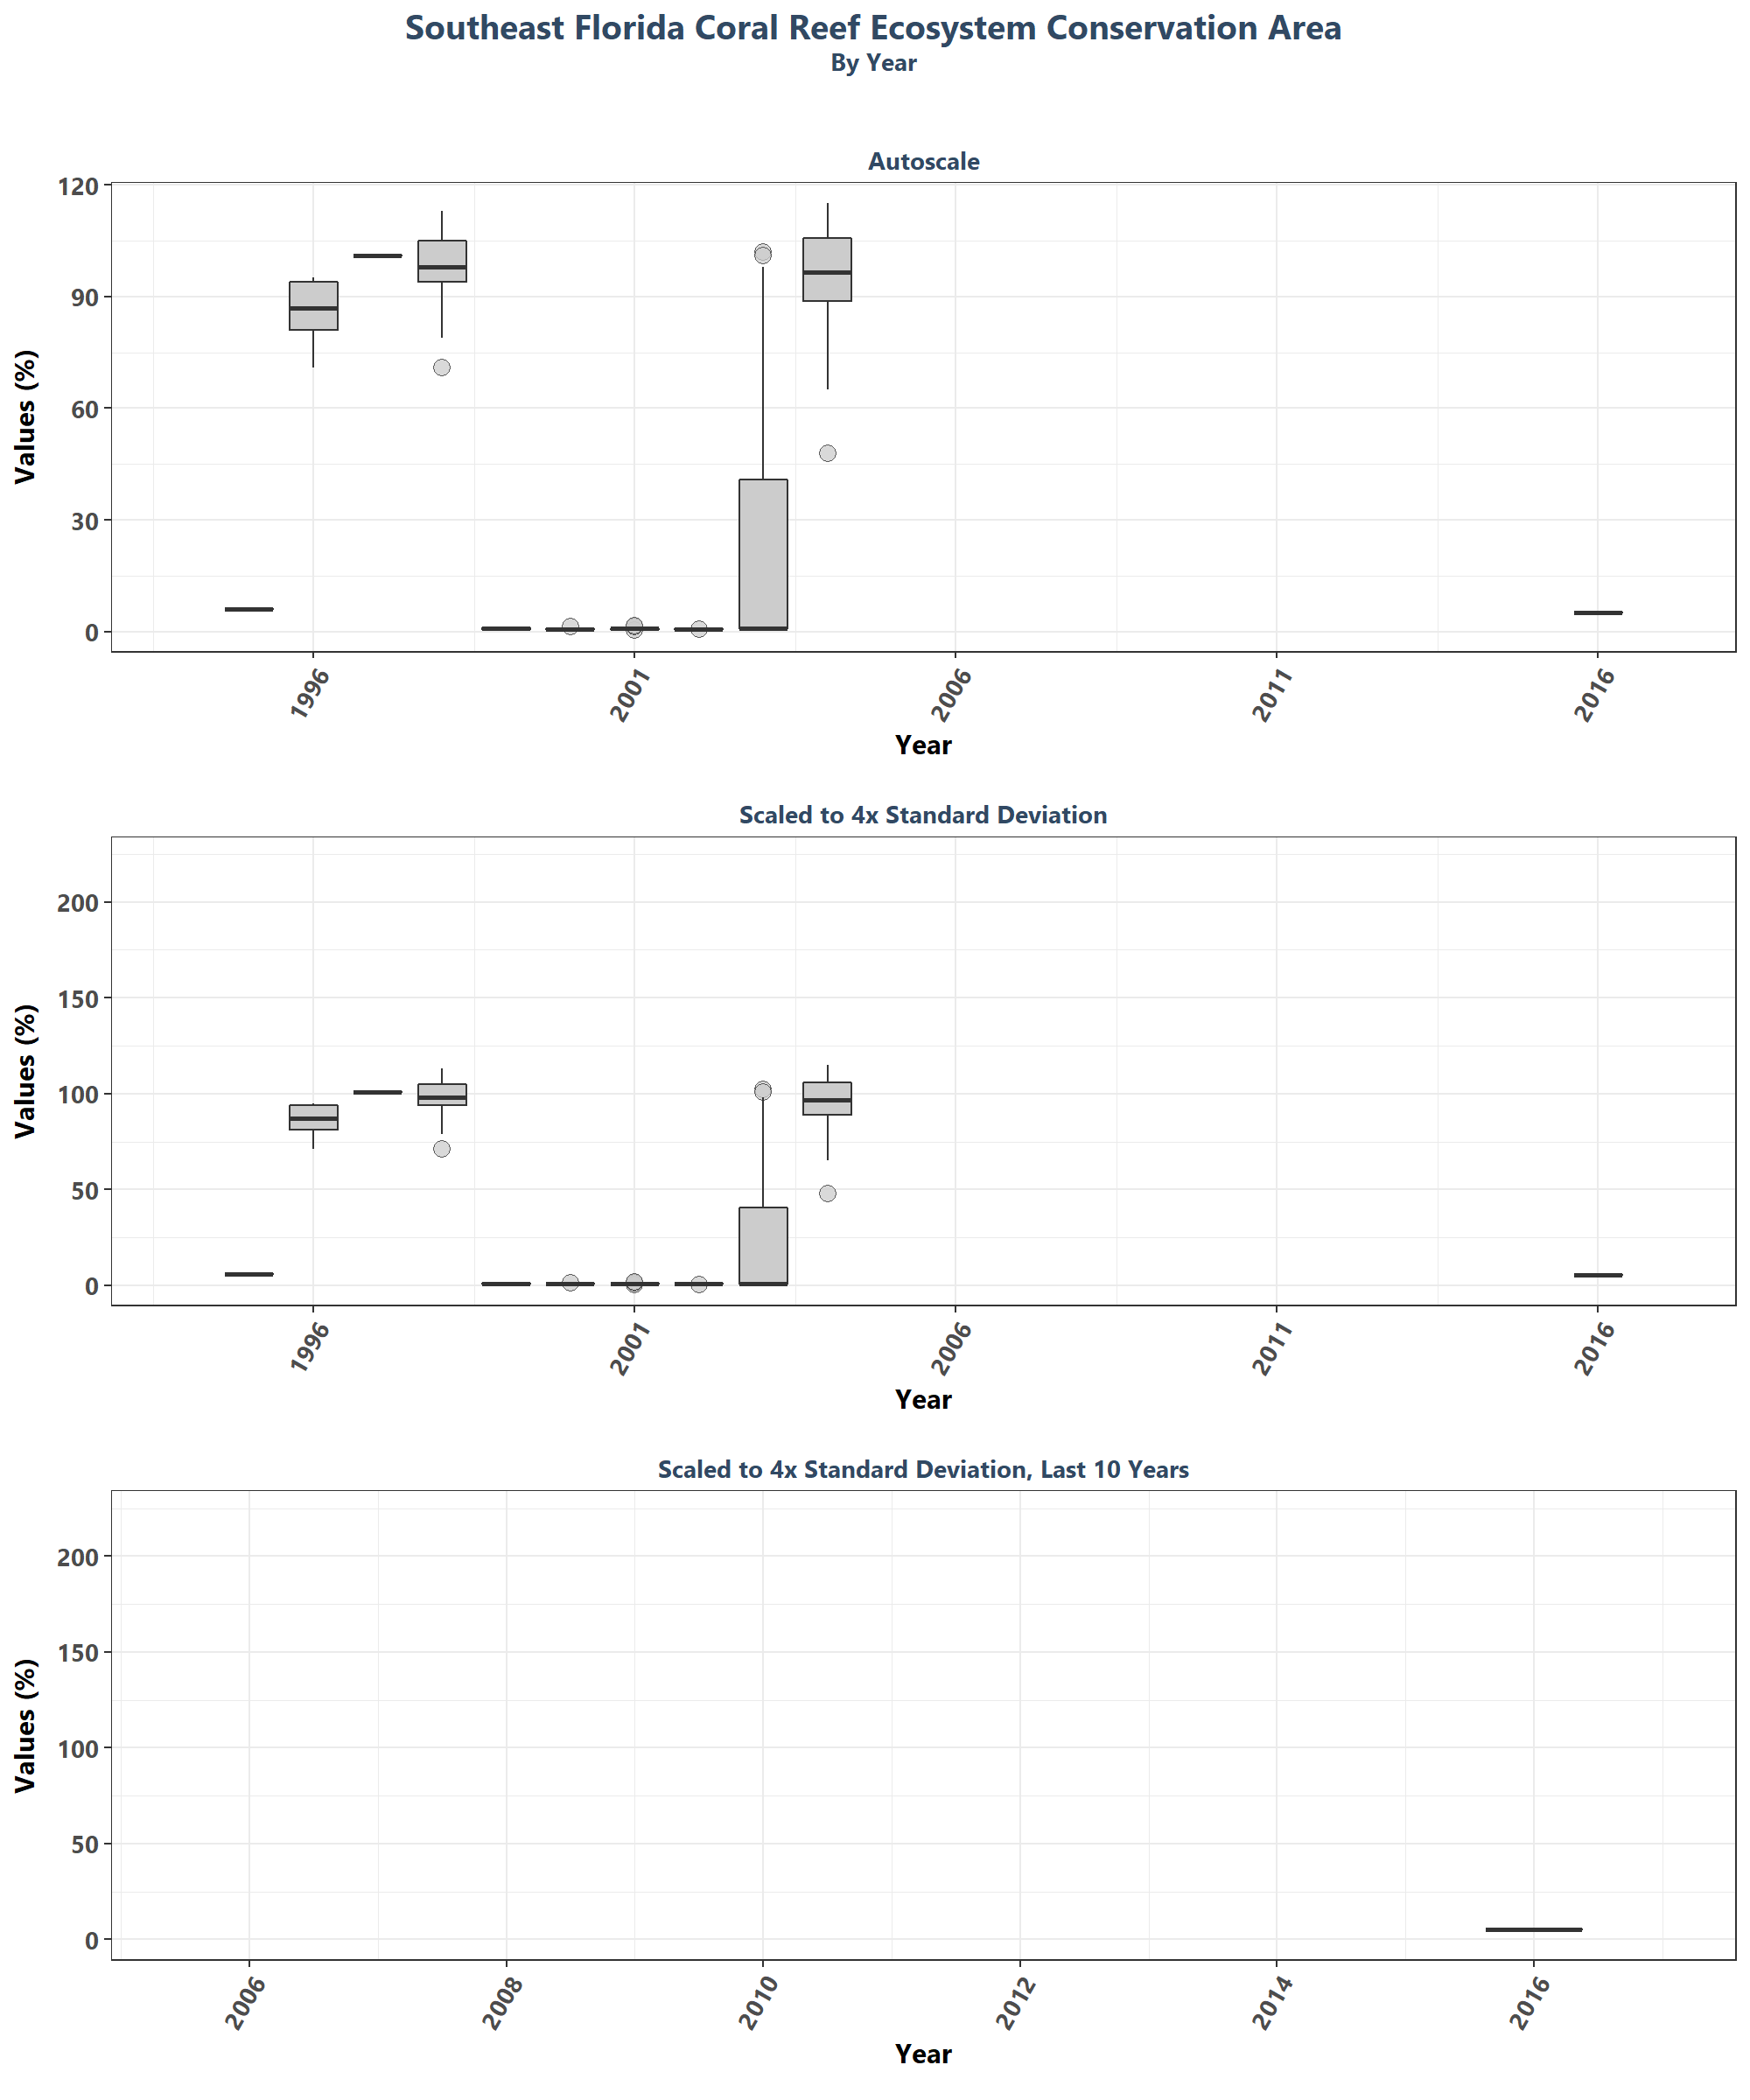 Southeast Florida Coral Reef Ecosystem Conservation Area
By Year
Autoscale
120
90
60
30
0
Values (%)
1996
2001
2006
2011
2016
Year
Scaled to 4x Standard Deviation
200
150
100
50
0
Values (%)
1996
2001
2006
2011
2016
Year
Scaled to 4x Standard Deviation, Last 10 Years
200
150
100
50
0
Values (%)
2006
2008
2010
2012
2014
2016
Year